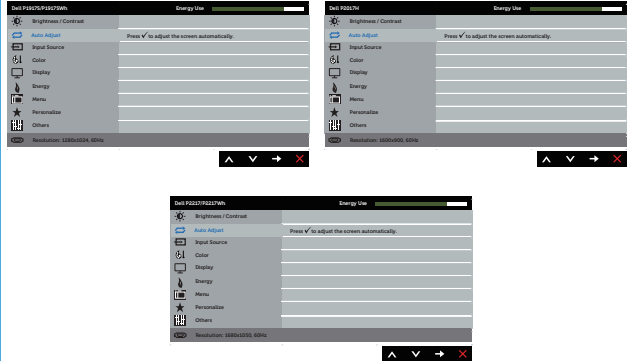 Dell P1917S/P1917SWh Energy Use
Brightness / Contrast
Auto Adjust Press ✓ to adjust the screen automatically.
Input Source
Color
Display
Energy
Menu
Personalize
Others
Resolution: 1280x1024, 60Hz
Dell P2017H Energy Use
Brightness / Contrast
Auto Adjust Press ✓ to adjust the screen automatically.
Input Source
Color
Display
Energy
Menu
Personalize
Others
Resolution: 1600x900, 60Hz
Dell P2217/P2217Wh Energy Use
Brightness / Contrast
Auto Adjust Press ✓ to adjust the screen automatically.
Input Source
Color
Display
Energy
Menu
Personalize
Others
Resolution: 1680x1050, 60Hz